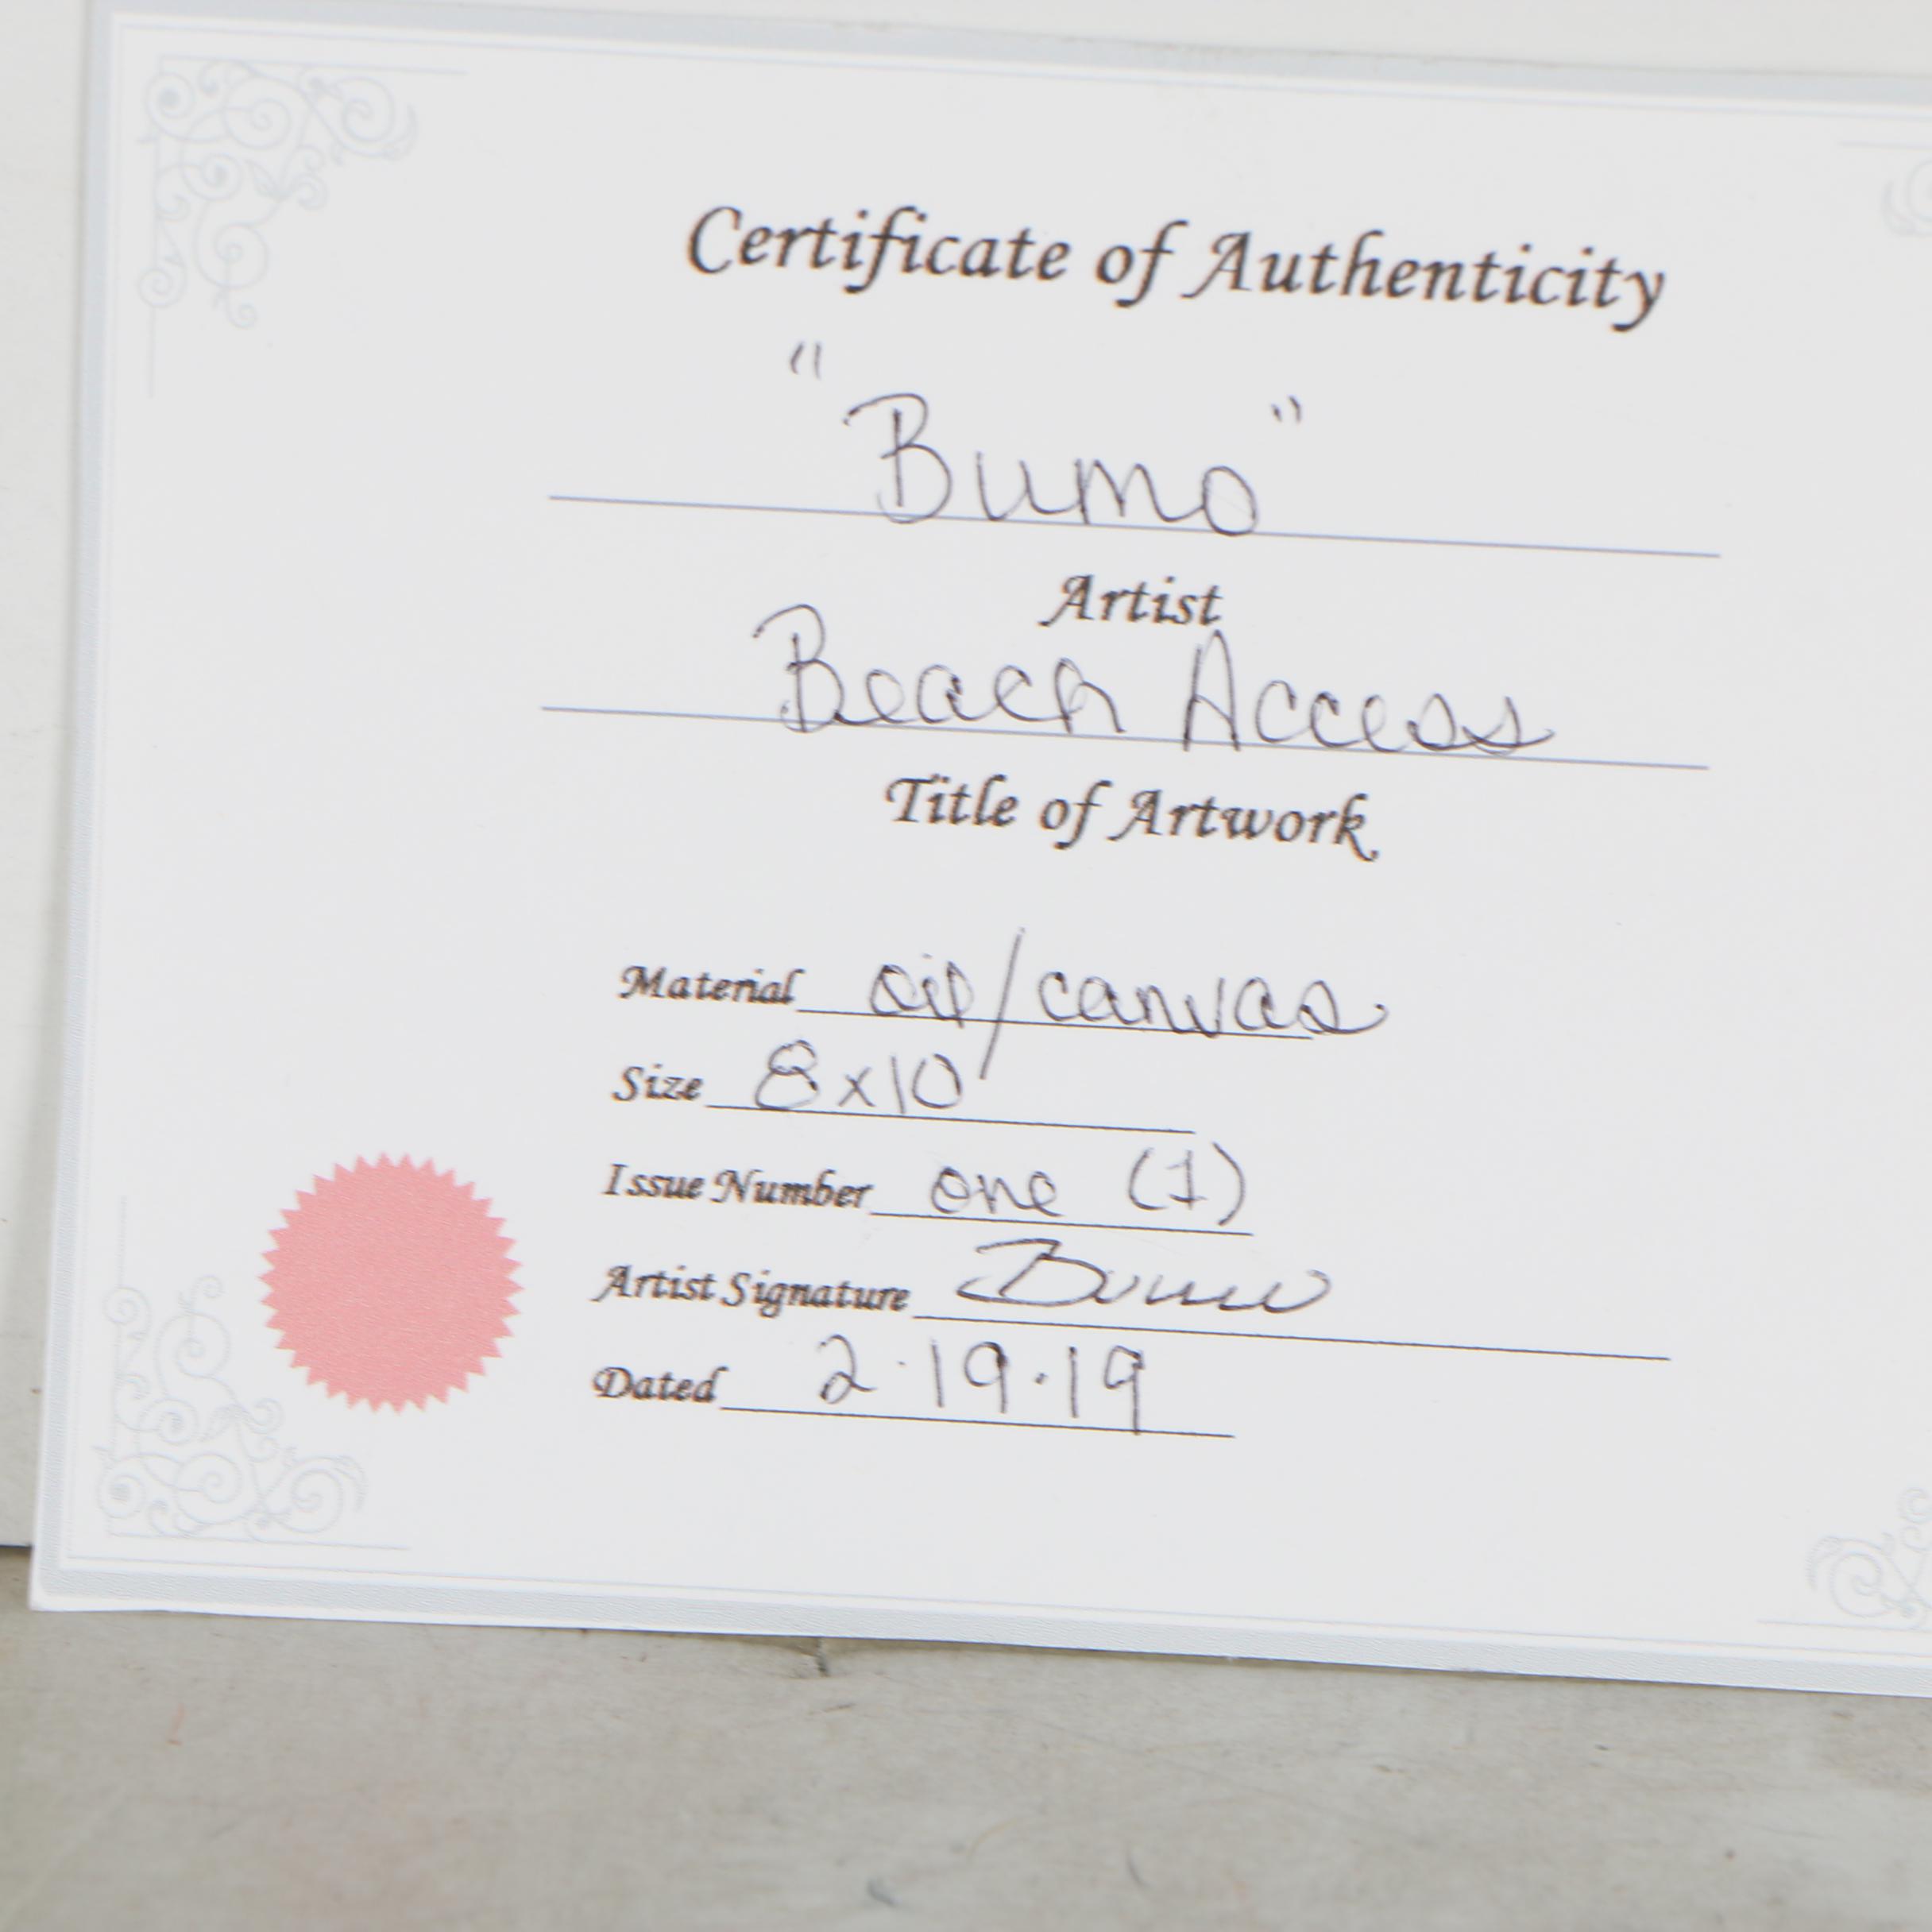 Certificate of Authenticity
"Bumo"
Artist
Beach Access
Title of Artwork
Material oil/canvas
Size 8x10
Issue Number one (1)
Artist Signature Bumo
Dated 2.19.19